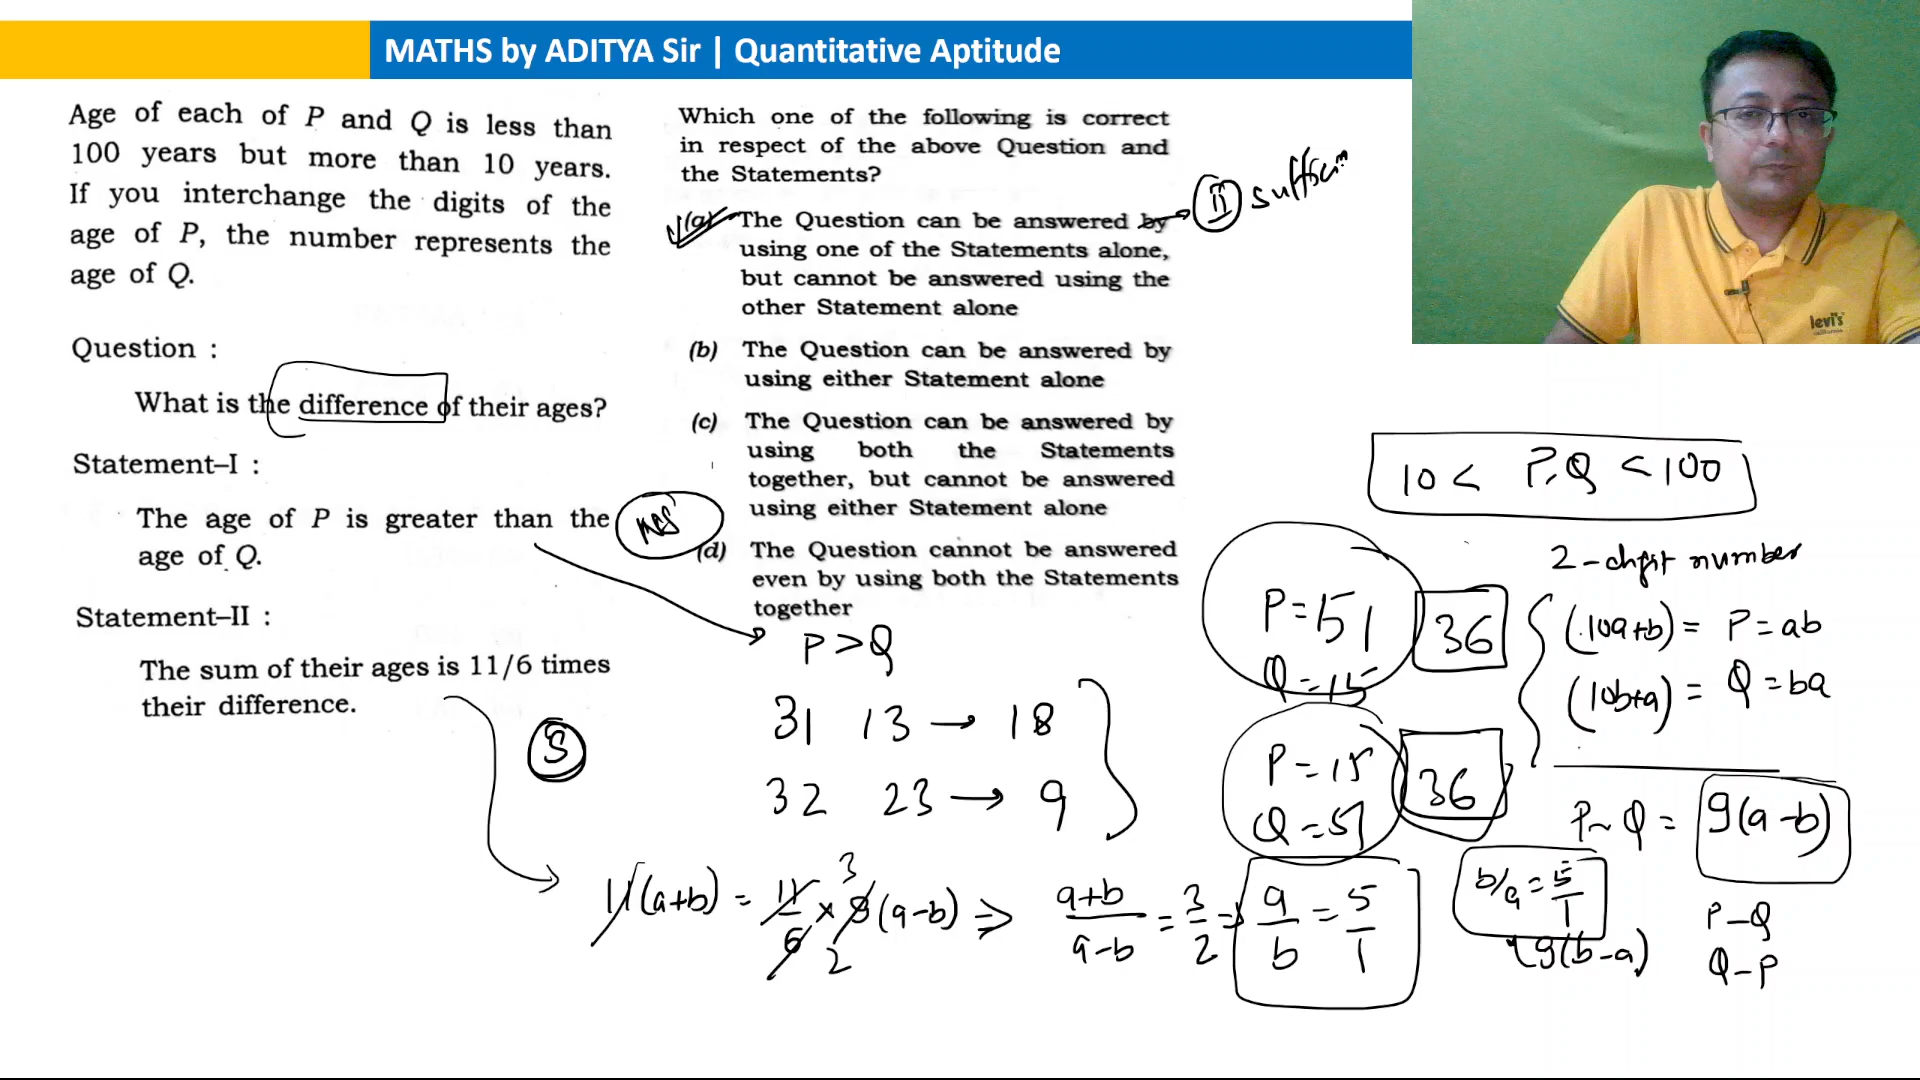 MATHS by ADITYA Sir | Quantitative Aptitude
Age of each of P and Q is less than
100 years but more than 10 years.
If you interchange the digits of the
age of P, the number represents the
age of Q.
Question :
What is the difference of their ages?
Statement–I :
The age of P is greater than the
age of Q.
Statement–II :
The sum of their ages is 11/6 times
their difference.
S
Which one of the following is correct
in respect of the above Question and
the Statements?
(a) The Question can be answered by
using one of the Statements alone,
but cannot be answered using the
other Statement alone
(b) The Question can be answered by
using either Statement alone
(c) The Question can be answered by
using both the Statements
together, but cannot be answered
using either Statement alone
(d) The Question cannot be answered
even by using both the Statements
together
II
P > Q
31 13 → 18
32 23 → 9
11(a+b) = 11/6 × 9 (a-b) ⇒ a+b/a-b = 3/2 ⇒ a/b = 5/1
3
2
10 < P,Q < 100
2-digit number
(10a+b) = P = ab
(10b+a) = Q = ba
P ~ Q = 9(a-b)
9(b-a)
P-Q
Q-P
P = 51
Q = 15
36
P = 15
Q = 51
36
b/a = 5/1
levi's